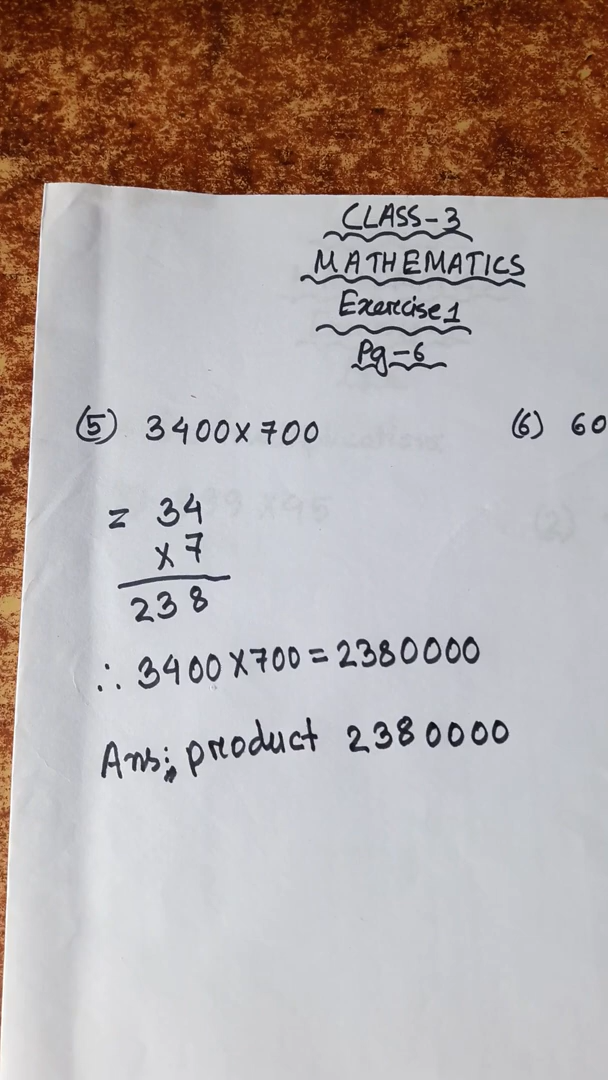 CLASS-3
MATHEMATICS
Exercise 1
Pg-6
(5) 3400×700
(6) 60
= 34
×7
238
∴ 3400×700=2380000
Ans: product 2380000